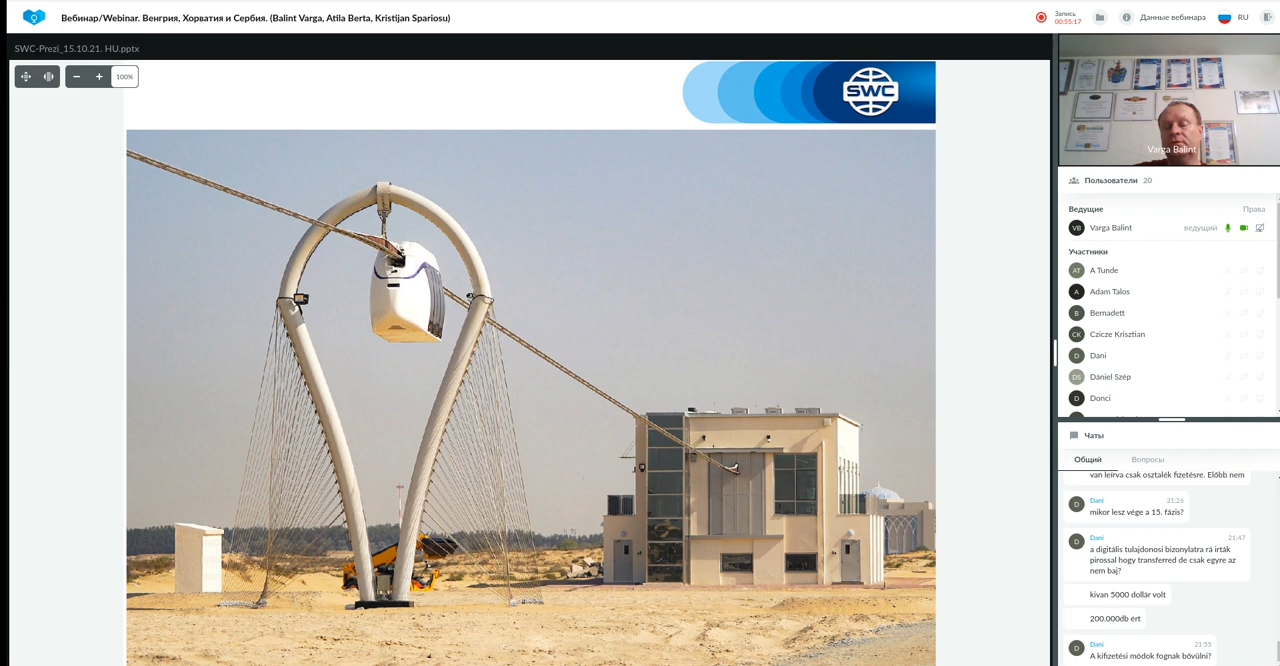 Вебинар/Webinar. Венгрия, Хорватия и Сербия. (Balint Varga, Atila Berta, Kristijan Spariosu)
Запись
00:55:17
Данные вебинара
RU
SWC-Prezi_15.10.21. HU.pptx
100%
SWC
Varga Balint
Пользователи 20
Ведущие Права
VB Varga Balint ведущий
Участники
AT A Tunde
A Adam Talos
B Bernadett
CK Czicze Krisztian
D Dani
DS Dániel Szép
D Donci
Чаты
Общий Вопросы
van leírva csak osztalék fizetésre. Előbb nem
D Dani 21:26
mikor lesz vége a 15. fázis?
D Dani 21:47
a digitális tulajdonosi bizonylatra rá irták
pirossal hogy transferred de csak egyre az
nem baj?
kivan 5000 dollár volt
200.000db ért
D Dani 21:55
A kifizetési módok fognak bővülni?